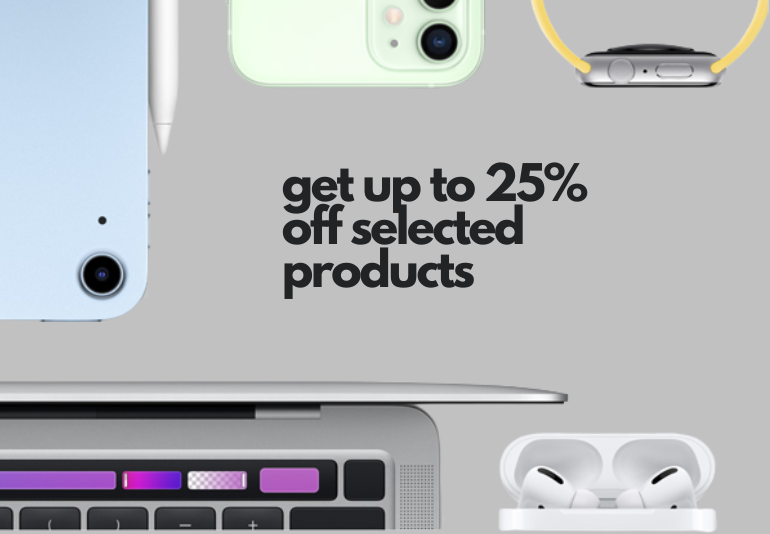 get up to 25%
off selected
products
( ) - +